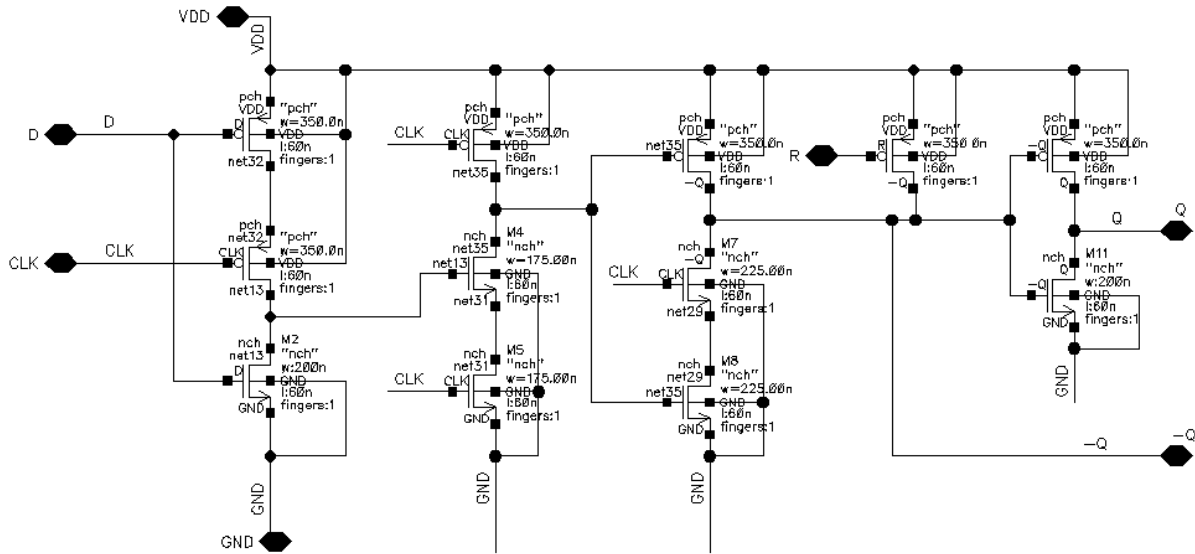 VDD
VDD
D
D
pch
VDD
"pch"
w=350.0n
D
VDD
l:60n
fingers:1
net32
pch
net32
"pch"
w=350.0n
CLK
CLK
CLK
VDD
l:60n
fingers:1
net13
nch
net13
M2
"nch"
w:200n
D
GND
l:60n
fingers:1
GND
GND
GND
pch
VDD
"pch"
w=350.0n
CLK
CLK
VDD
l:60n
fingers:1
net35
nch
net35
M4
"nch"
w=175.00n
net13
GND
l:60n
fingers:1
net31
nch
net31
M5
"nch"
w=175.00n
CLK
CLK
GND
l:60n
fingers:1
GND
GND
pch
VDD
"pch"
w=350.0n
net35
VDD
l:60n
fingers:1
-Q
nch
-Q
M7
"nch"
w=225.00n
CLK
CLK
GND
l:60n
fingers:1
net29
nch
net29
M8
"nch"
w=225.00n
net35
GND
l:60n
fingers:1
GND
GND
pch
VDD
"pch"
w=350.0n
R
R
VDD
l:60n
fingers:1
-Q
pch
VDD
"pch"
w=350.0n
-Q
VDD
l:60n
fingers:1
Q
Q
Q
nch
Q
M11
"nch"
w:200n
-Q
GND
l:60n
fingers:1
GND
GND
-Q
-Q